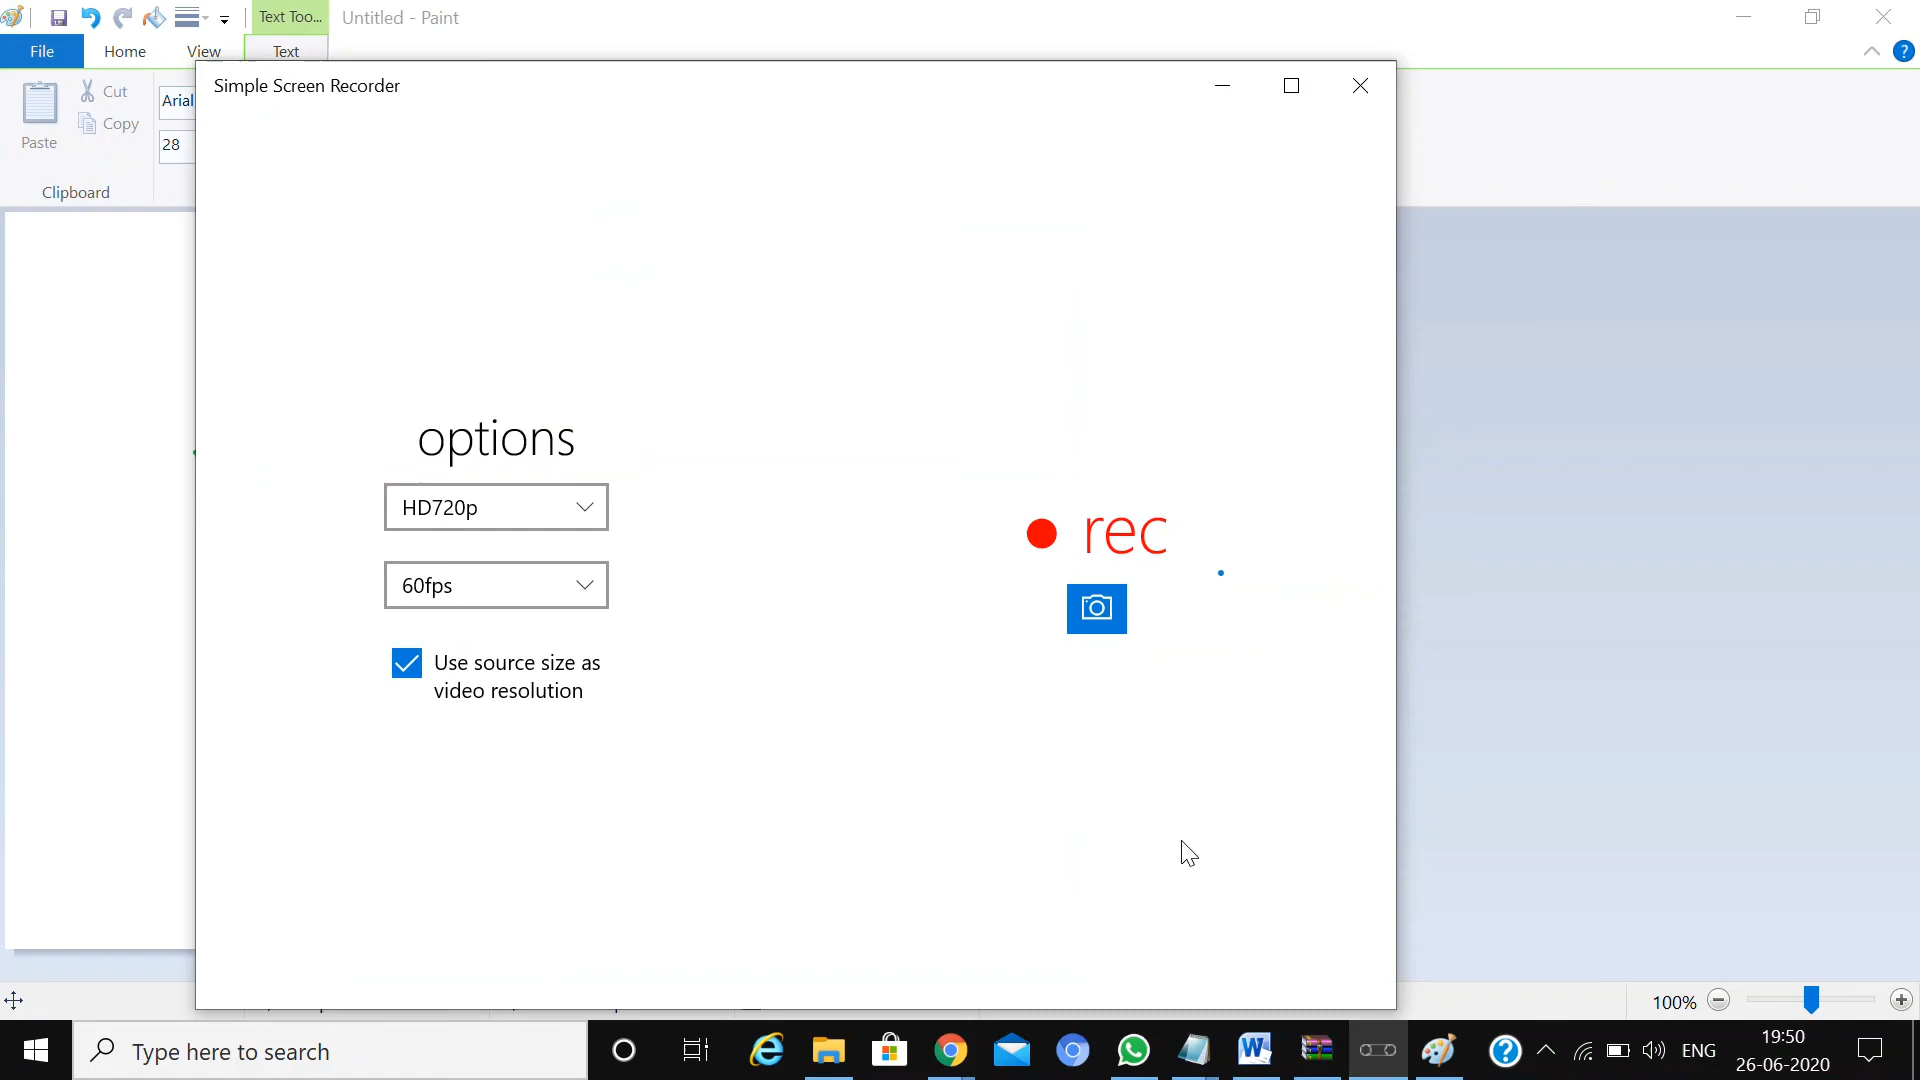 Text Too...
Untitled - Paint
File
Home
View
Text
Cut
Copy
Paste
Clipboard
Arial
28
Simple Screen Recorder
options
HD720p
60fps
Use source size as
video resolution
rec
100%
Type here to search
ENG
19:50
26-06-2020